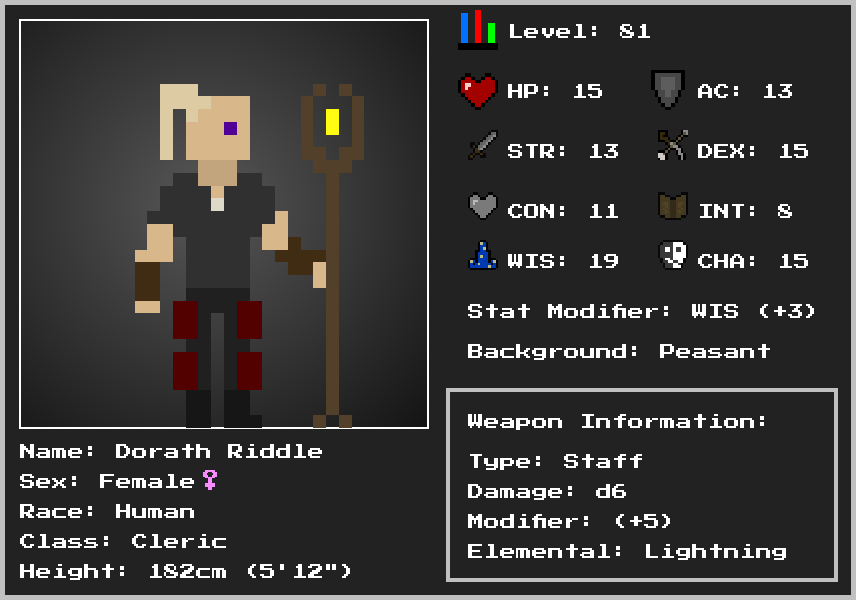 Level: 81
HP: 15 AC: 13
STR: 13 DEX: 15
CON: 11 INT: 8
WIS: 19 CHA: 15
Stat Modifier: WIS (+3)
Background: Peasant
Weapon Information:
Type: Staff
Damage: d6
Modifier: (+5)
Elemental: Lightning
Name: Dorath Riddle
Sex: Female♀
Race: Human
Class: Cleric
Height: 182cm (5'12")